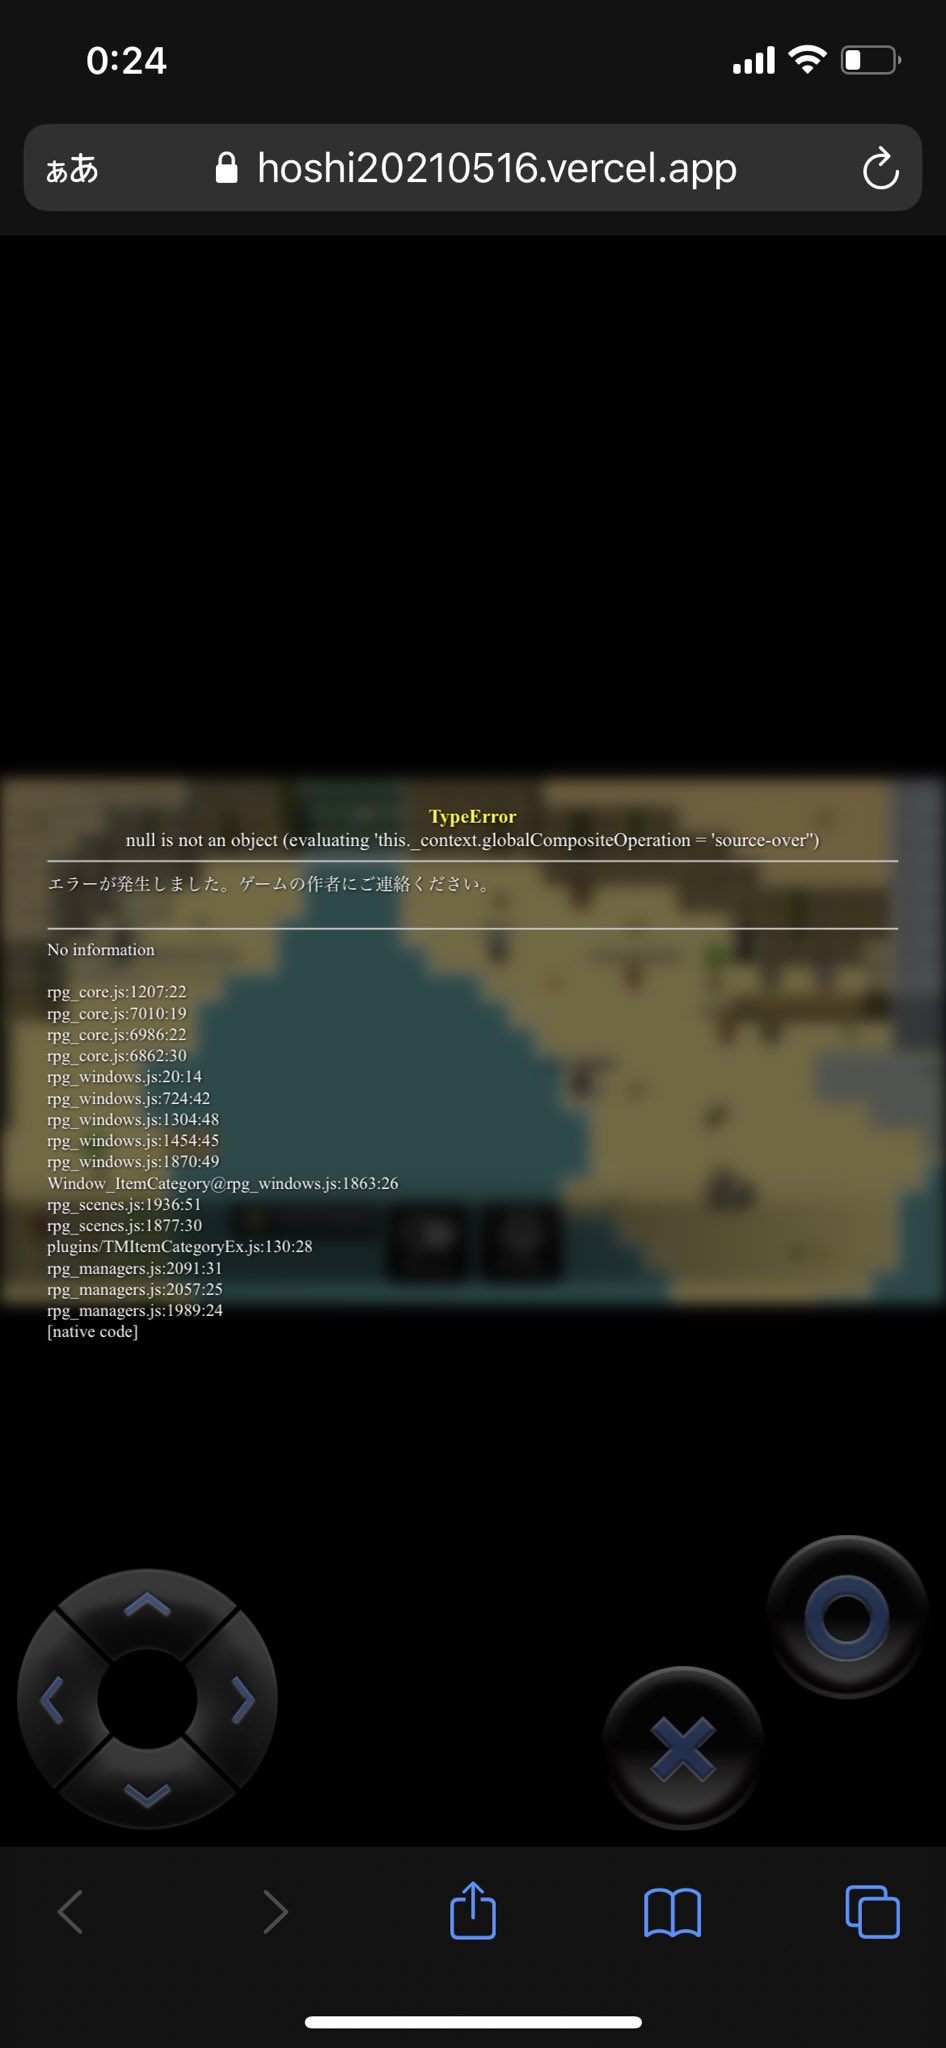 0:24
ぁあ hoshi20210516.vercel.app
TypeError
null is not an object (evaluating 'this._context.globalCompositeOperation = 'source-over'')
エラーが発生しました。ゲームの作者にご連絡ください。
No information
rpg_core.js:1207:22
rpg_core.js:7010:19
rpg_core.js:6986:22
rpg_core.js:6862:30
rpg_windows.js:20:14
rpg_windows.js:724:42
rpg_windows.js:1304:48
rpg_windows.js:1454:45
rpg_windows.js:1870:49
Window_ItemCategory@rpg_windows.js:1863:26
rpg_scenes.js:1936:51
rpg_scenes.js:1877:30
plugins/TMItemCategoryEx.js:130:28
rpg_managers.js:2091:31
rpg_managers.js:2057:25
rpg_managers.js:1989:24
[native code]